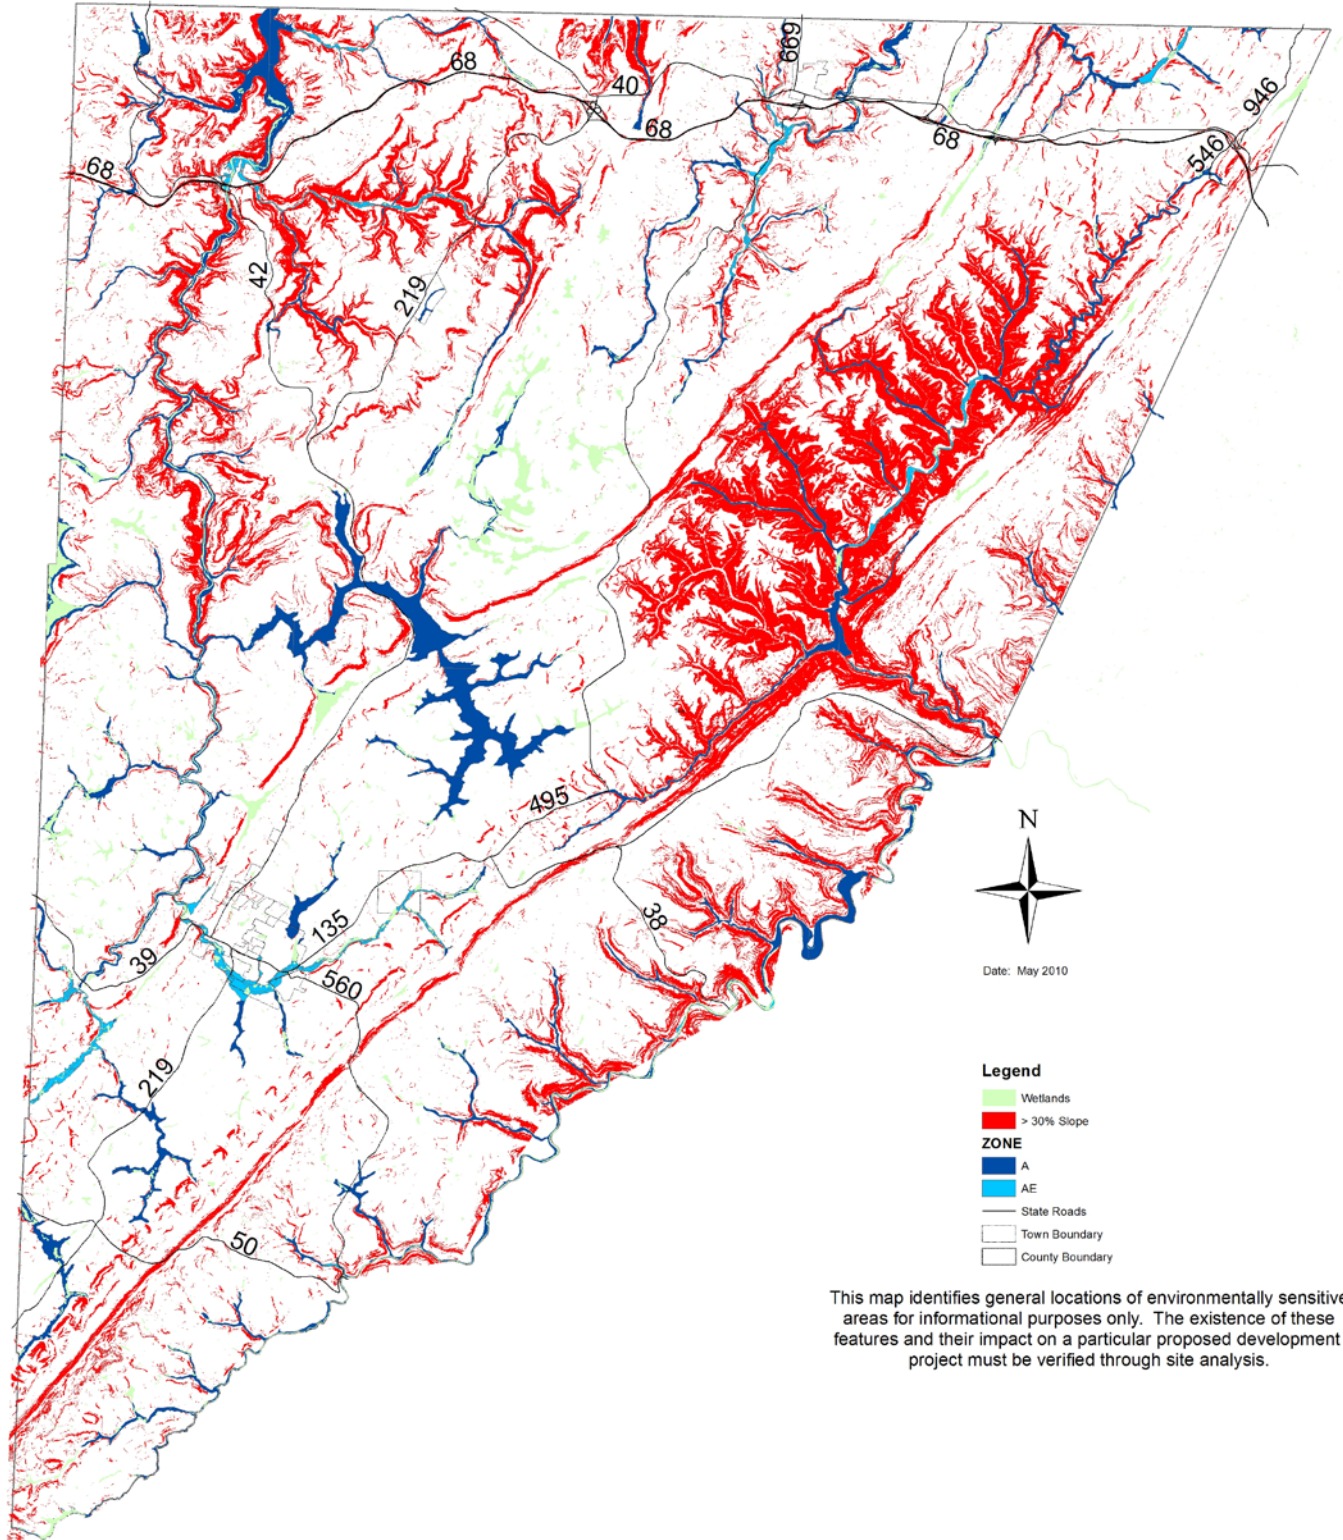 669
68
40
946
68
68
546
68
42
219
495
38
135
39
560
N
Date: May 2010
219
Legend
Wetlands
> 30% Slope
ZONE
A
AE
State Roads
Town Boundary
County Boundary
50
This map identifies general locations of environmentally sensitive
areas for informational purposes only. The existence of these
features and their impact on a particular proposed development
project must be verified through site analysis.